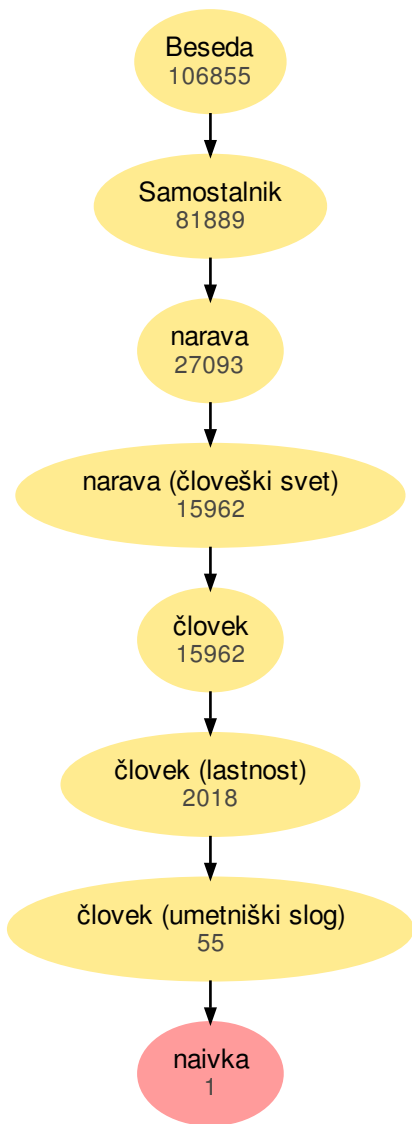 Beseda
106855
Samostalnik
81889
narava
27093
narava (človeški svet)
15962
človek
15962
človek (lastnost)
2018
človek (umetniški slog)
55
naivka
1